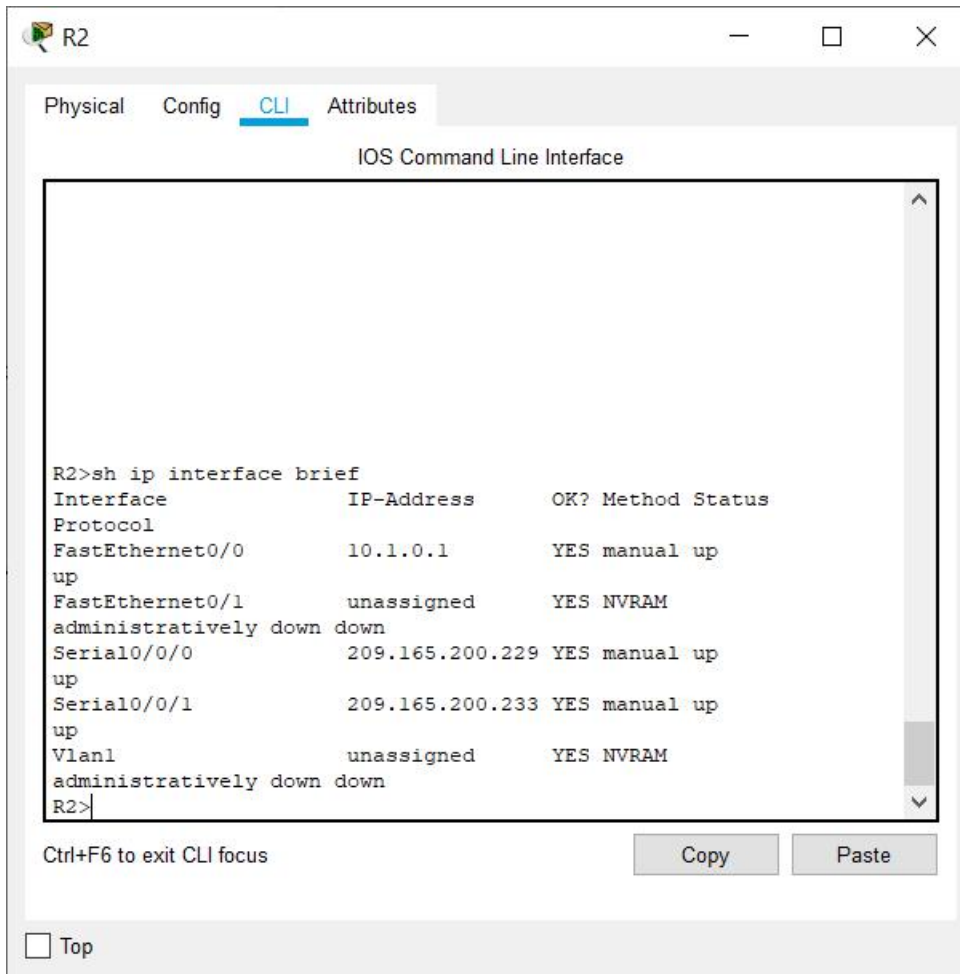 R2
Physical Config CLI Attributes
IOS Command Line Interface
R2>sh ip interface brief
Interface IP-Address OK? Method Status
Protocol
FastEthernet0/0 10.1.0.1 YES manual up
up
FastEthernet0/1 unassigned YES NVRAM
administratively down down
Serial0/0/0 209.165.200.229 YES manual up
up
Serial0/0/1 209.165.200.233 YES manual up
up
Vlan1 unassigned YES NVRAM
administratively down down
R2>
Ctrl+F6 to exit CLI focus Copy Paste
Top